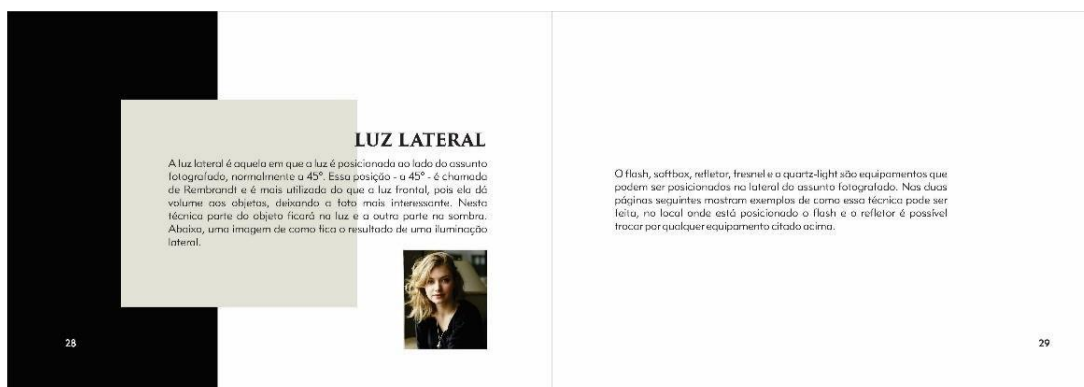 LUZ LATERAL
A luz lateral é aquela em que a luz é posicionada ao lado do assunto
fotografado, normalmente a 45°. Essa posição - a 45° - é chamada
de Rembrandt e é mais utilizada do que a luz frontal, pois ela dá
volume aos objetos, deixando a foto mais interessante. Nesta
técnica parte do objeto ficará na luz e a outra parte na sombra.
Abaixo, uma imagem de como fica o resultado de uma iluminação
lateral.
28
O flash, softbox, refletor, fresnel e a quartz-light são equipamentos que
podem ser posicionados na lateral do assunto fotografado. Nas duas
páginas seguintes mostram exemplos de como essa técnica pode ser
feita, no local onde está posicionado o flash e o refletor é possível
trocar por qualquer equipamento citado acima.
29